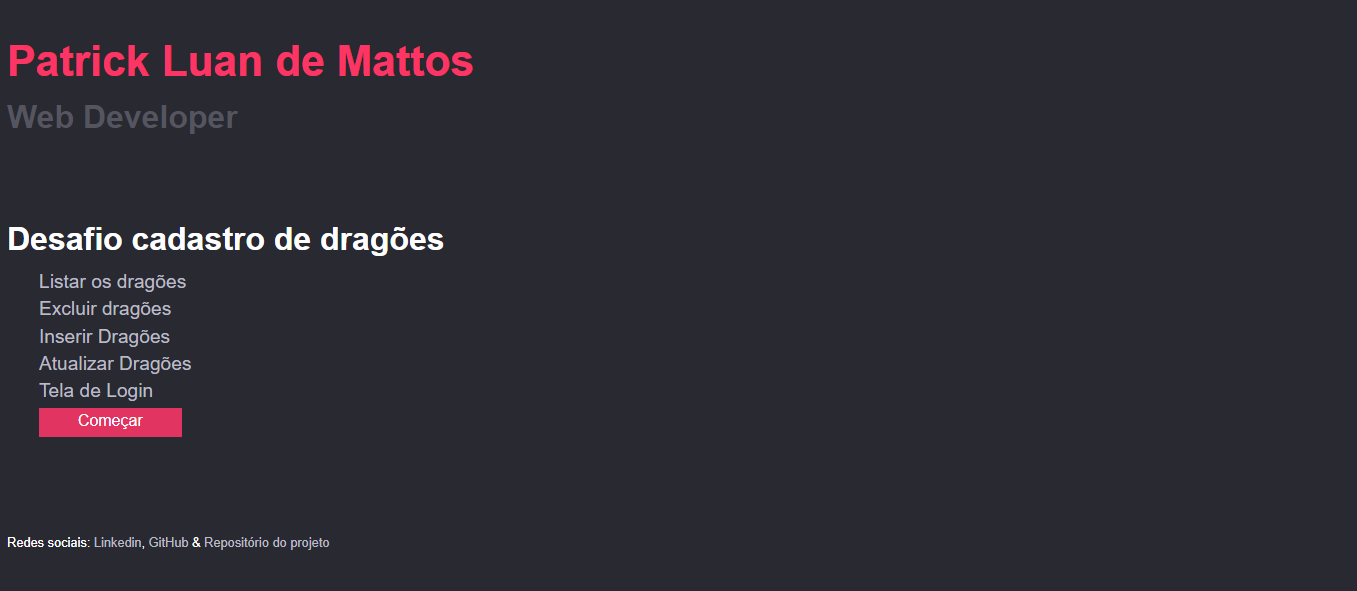 Patrick Luan de Mattos
Web Developer
Desafio cadastro de dragões
Listar os dragões
Excluir dragões
Inserir Dragões
Atualizar Dragões
Tela de Login
Começar
Redes sociais: Linkedin, GitHub & Repositório do projeto